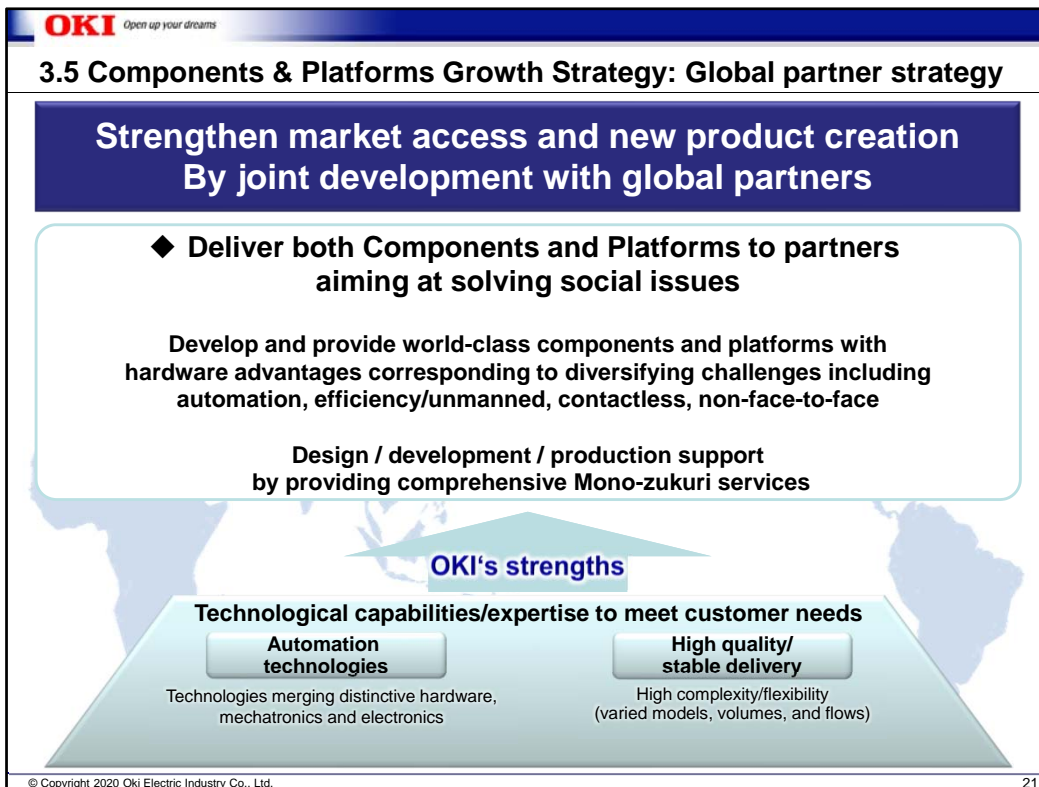 OKI Open up your dreams
3.5 Components & Platforms Growth Strategy: Global partner strategy
Strengthen market access and new product creation
By joint development with global partners
◆ Deliver both Components and Platforms to partners
aiming at solving social issues
Develop and provide world-class components and platforms with
hardware advantages corresponding to diversifying challenges including
automation, efficiency/unmanned, contactless, non-face-to-face
Design / development / production support
by providing comprehensive Mono-zukuri services
OKI‘s strengths
Technological capabilities/expertise to meet customer needs
Automation
technologies
Technologies merging distinctive hardware,
mechatronics and electronics
High quality/
stable delivery
High complexity/flexibility
(varied models, volumes, and flows)
© Copyright 2020 Oki Electric Industry Co., Ltd.
21